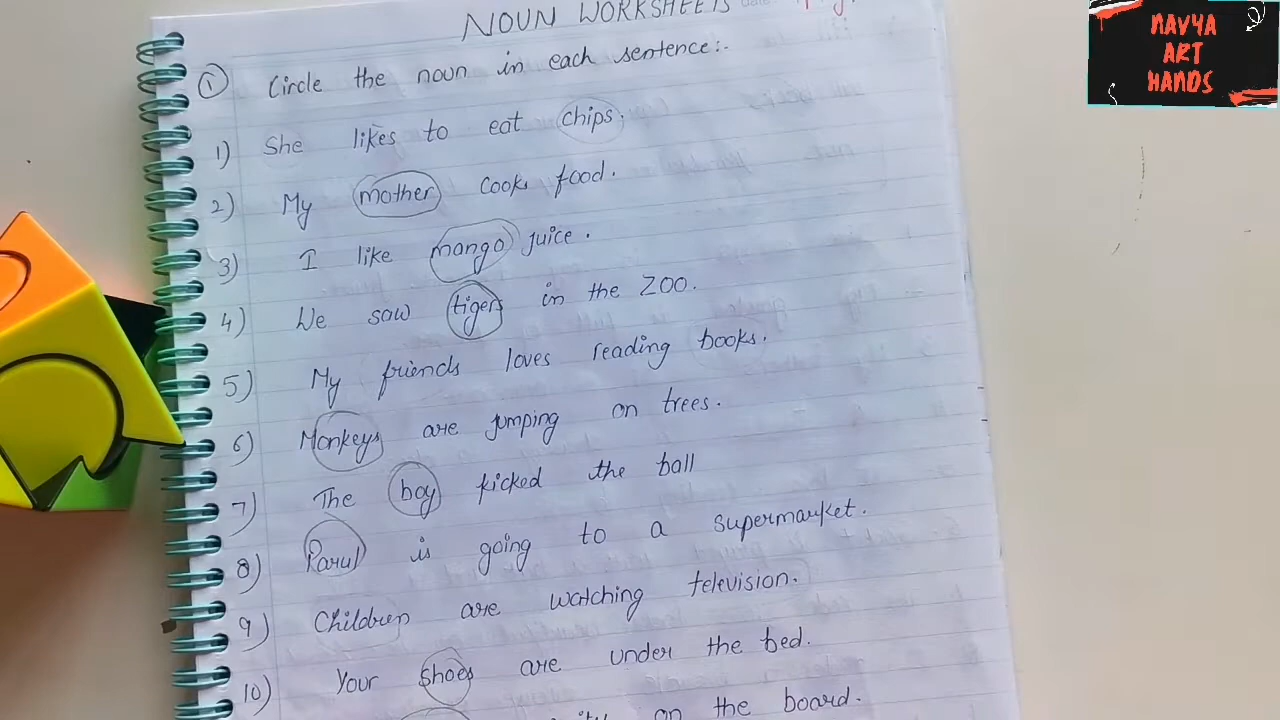 NOUN WORKSHEETS
① Circle the noun in each sentence:-
1) She likes to eat chips.
2) My mother cooks food.
3) I like mango juice.
4) We saw tigers in the ZOO.
5) My friends loves reading books.
6) Monkeys are jumping on trees.
7) The boy kicked the ball
8) Parul is going to a supermarket.
9) Children are watching television.
10) Your shoes are under the bed.
on the board.
NAVYA
ART
HANDS